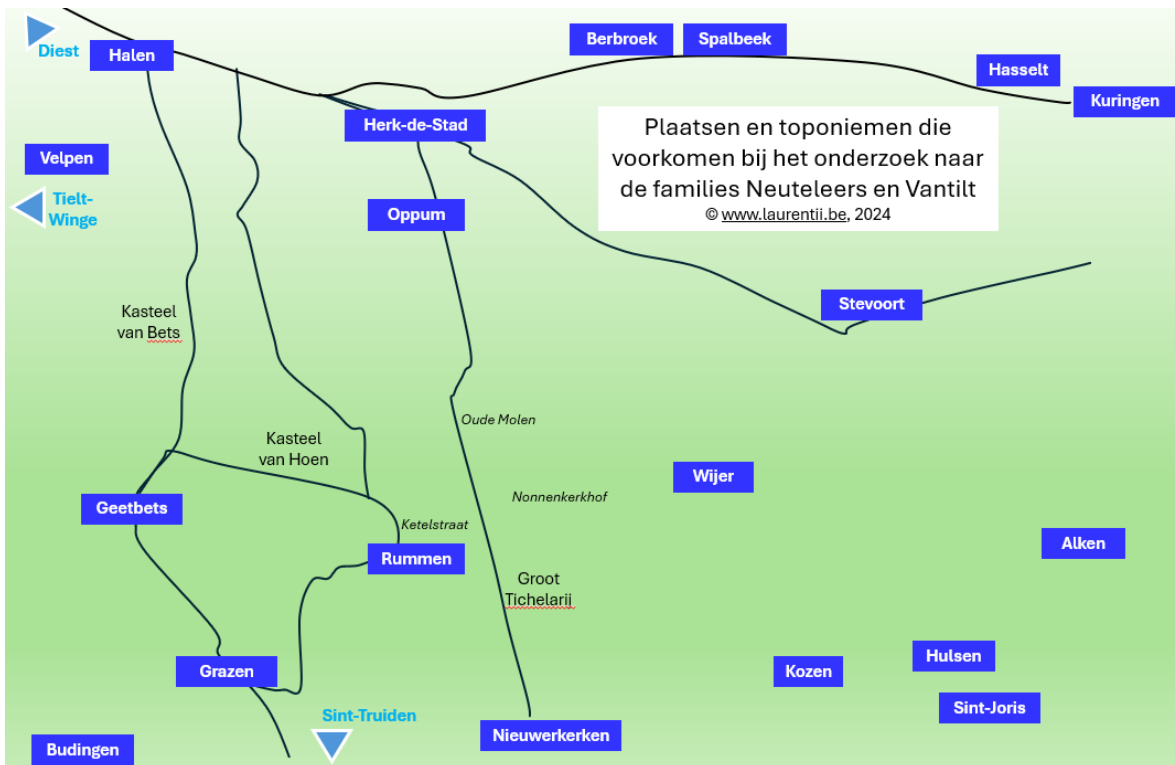 Diest
Halen
Berbroek
Spalbeek
Hasselt
Kuringen
Herk-de-Stad
Plaatsen en toponiemen die
voorkomen bij het onderzoek naar
de families Neuteleers en Vantilt
© www.laurentii.be, 2024
Velpen
Tielt-
Winge
Oppum
Kasteel
van Bets
Stevoort
Oude Molen
Kasteel
van Hoen
Wijer
Geetbets
Nonnenkerkhof
Ketelstraat
Rummen
Alken
Groot
Tichelarij
Grazen
Kozen
Hulsen
Sint-Joris
Sint-Truiden
Nieuwerkerken
Budingen